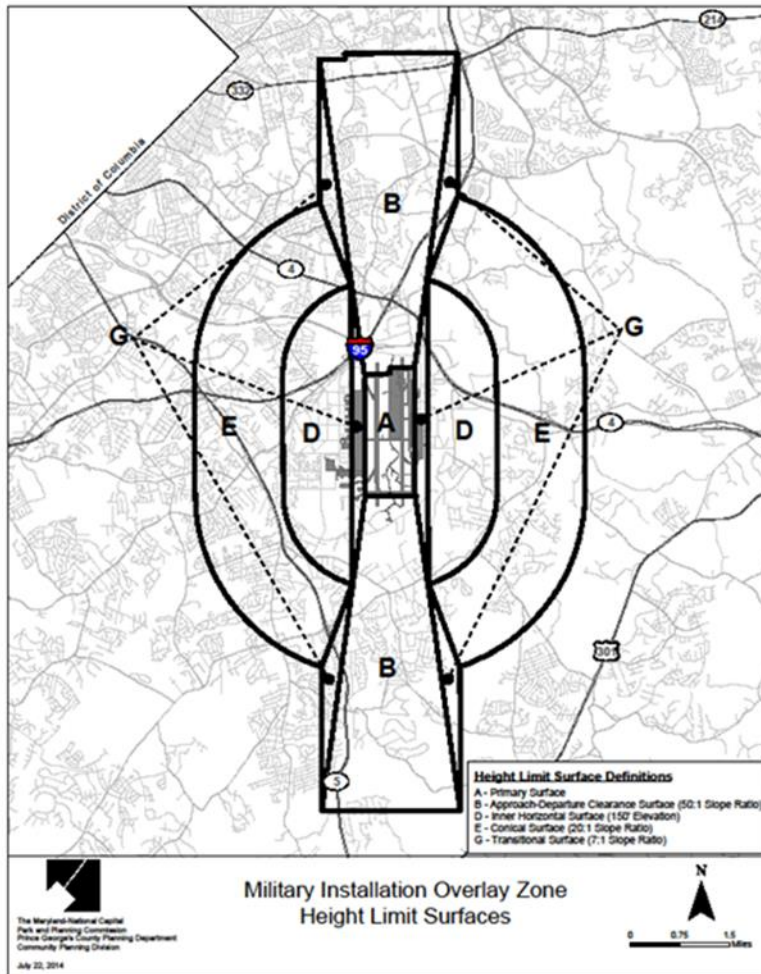 214
332
District of Columbia
B
4
G
G
95
E
D
A
D
E
4
B
301
5
Height Limit Surface Definitions
A - Primary Surface
B - Approach-Departure Clearance Surface (50:1 Slope Ratio)
D - Inner Horizontal Surface (150' Elevation)
E - Conical Surface (20:1 Slope Ratio)
G - Transitional Surface (7:1 Slope Ratio)
The Maryland-National Capital
Park and Planning Commission
Prince George's County Planning Department
Community Planning Division
July 22, 2014
Military Installation Overlay Zone
Height Limit Surfaces
N
0 0.75 1.5
Miles